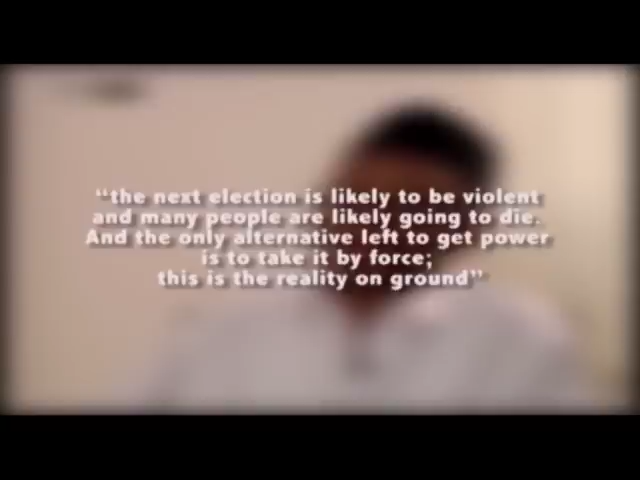 “the next election is likely to be violent
and many people are likely going to die.
And the only alternative left to get power
is to take it by force;
this is the reality on ground”